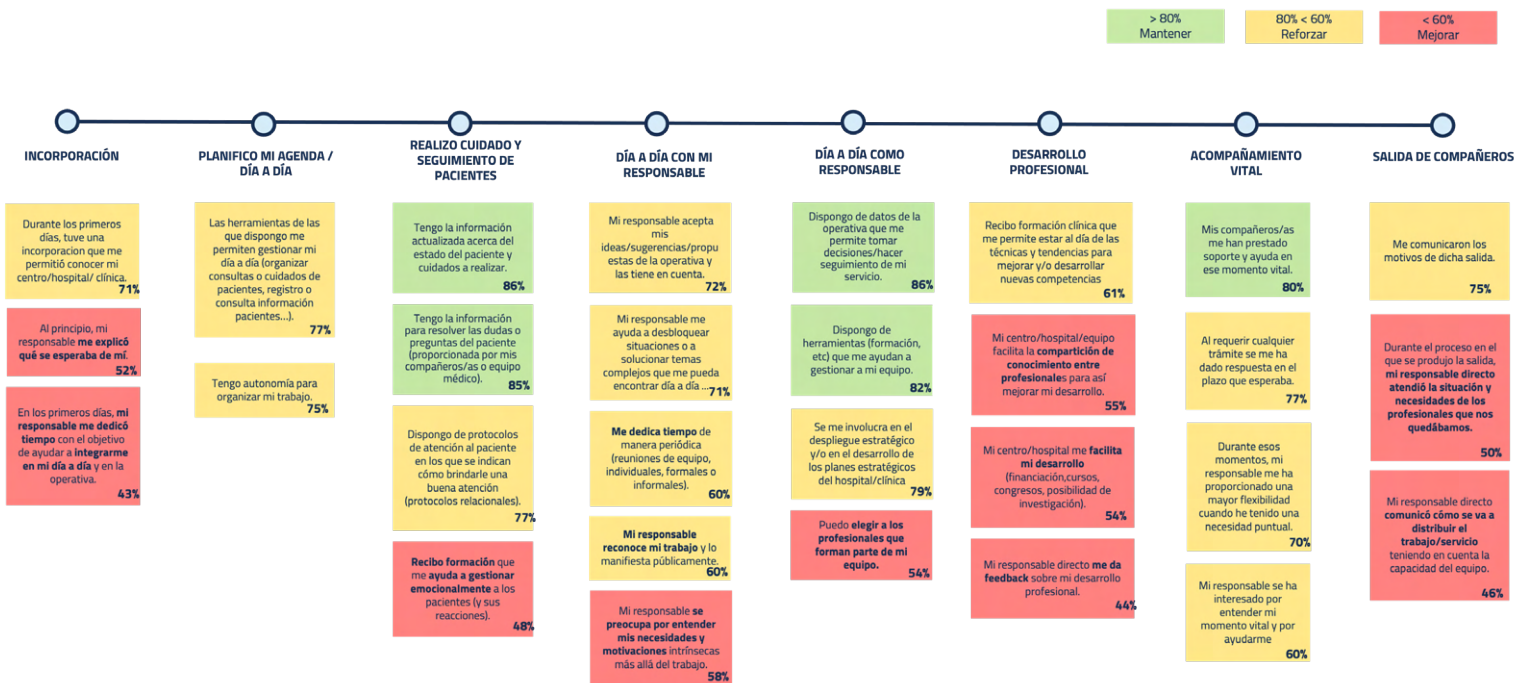 > 80%
Mantener
80% < 60%
Reforzar
< 60%
Mejorar
INCORPORACIÓN
Durante los primeros
días, tuve una
incorporacion que me
permitió conocer mi
centro/hospital/ clínica.
71%
Al principio, mi
responsable me explicó
qué se esperaba de mí.
52%
En los primeros días, mi
responsable me dedicó
tiempo con el objetivo
de ayudar a integrarme
en mi día a día y en la
operativa.
43%
PLANIFICO MI AGENDA /
DÍA A DÍA
Las herramientas de las
que dispongo me
permiten gestionar mi
día a día (organizar
consultas o cuidados de
pacientes, registro o
consulta información
pacientes...).
77%
Tengo autonomía para
organizar mi trabajo.
75%
REALIZO CUIDADO Y
SEGUIMIENTO DE
PACIENTES
Tengo la información
actualizada acerca del
estado del paciente y
cuidados a realizar.
86%
Tengo la información
para resolver las dudas o
preguntas del paciente
(proporcionada por mis
compañeros/as o equipo
médico).
85%
Dispongo de protocolos
de atención al paciente
en los que se indican
cómo brindarle una
buena atención
(protocolos relacionales).
77%
Recibo formación que
me ayuda a gestionar
emocionalmente a los
pacientes (y sus
reacciones).
48%
DÍA A DÍA CON MI
RESPONSABLE
Mi responsable acepta
mis
ideas/sugerencias/propu
estas de la operativa y
las tiene en cuenta.
72%
Mi responsable me
ayuda a desbloquear
situaciones o a
solucionar temas
complejos que me pueda
encontrar día a día ...
71%
Me dedica tiempo de
manera periódica
(reuniones de equipo,
individuales, formales o
informales).
60%
Mi responsable
reconoce mi trabajo y lo
manifiesta públicamente.
60%
Mi responsable se
preocupa por entender
mis necesidades y
motivaciones intrínsecas
más allá del trabajo.
58%
DÍA A DÍA COMO
RESPONSABLE
Dispongo de datos de la
operativa que me
permite tomar
decisiones/hacer
seguimiento de mi
servicio.
86%
Dispongo de
herramientas (formación,
etc) que me ayudan a
gestionar a mi equipo.
82%
Se me involucra en el
despliegue estratégico
y/o en el desarrollo de
los planes estratégicos
del hospital/clínica
79%
Puedo elegir a los
profesionales que
forman parte de mi
equipo.
54%
DESARROLLO
PROFESIONAL
Recibo formación clínica que
me permite estar al día de las
técnicas y tendencias para
mejorar y/o desarrollar
nuevas competencias
61%
Mi centro/hospital/equipo
facilita la compartición de
conocimiento entre
profesionales para así
mejorar mi desarrollo.
55%
Mi centro/hospital me facilita
mi desarrollo
(financiación,cursos,
congresos, posibilidad de
investigación).
54%
Mi responsable directo me da
feedback sobre mi desarrollo
profesional.
44%
ACOMPAÑAMIENTO
VITAL
Mis compañeros/as
me han prestado
soporte y ayuda en
ese momento vital.
80%
Al requerir cualquier
trámite se me ha
dado respuesta en el
plazo que esperaba.
77%
Durante esos
momentos, mi
responsable me ha
proporcionado una
mayor flexibilidad
cuando he tenido una
necesidad puntual.
70%
Mi responsable se ha
interesado por
entender mi
momento vital y por
ayudarme
60%
SALIDA DE COMPAÑEROS
Me comunicaron los
motivos de dicha salida.
75%
Durante el proceso en el
que se produjo la salida,
mi responsable directo
atendió la situación y
necesidades de los
profesionales que nos
quedábamos.
50%
Mi responsable directo
comunicó cómo se va a
distribuir el
trabajo/servicio
teniendo en cuenta la
capacidad del equipo.
46%